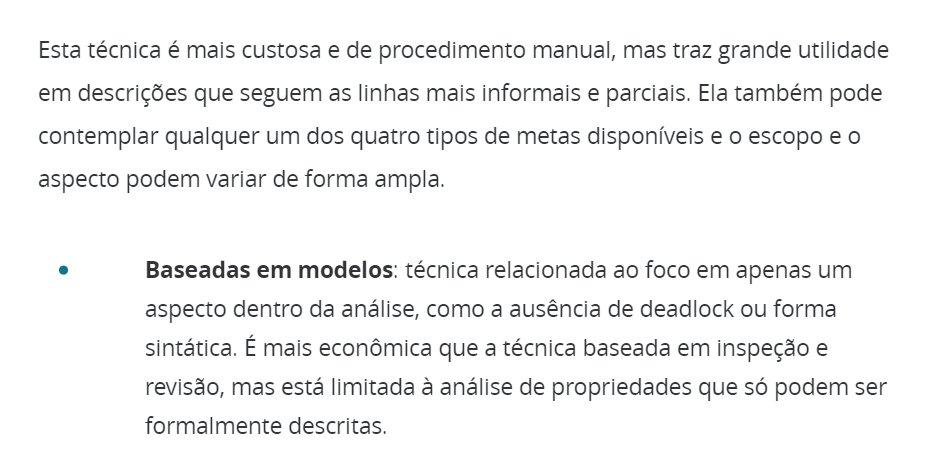 Esta técnica é mais custosa e de procedimento manual, mas traz grande utilidade
em descrições que seguem as linhas mais informais e parciais. Ela também pode
contemplar qualquer um dos quatro tipos de metas disponíveis e o escopo e o
aspecto podem variar de forma ampla.
• Baseadas em modelos: técnica relacionada ao foco em apenas um
aspecto dentro da análise, como a ausência de deadlock ou forma
sintática. É mais econômica que a técnica baseada em inspeção e
revisão, mas está limitada à análise de propriedades que só podem ser
formalmente descritas.